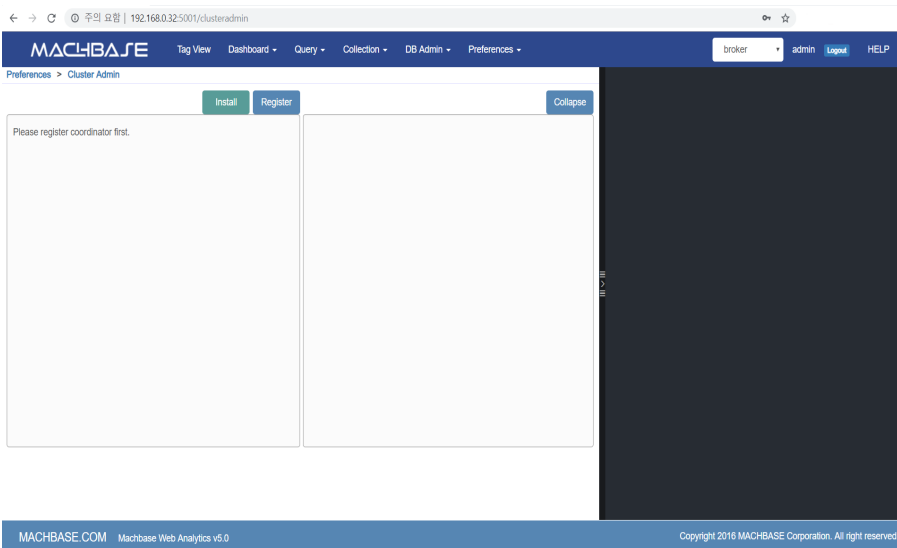 주의 요함 | 192.168.0.32:5001/clusteradmin
MACHBASE Tag View Dashboard Query Collection DB Admin Preferences broker admin Logout HELP
Preferences > Cluster Admin
Install Register Collapse
Please register coordinator first.
MACHBASE.COM Machbase Web Analytics v5.0 Copyright 2016 MACHBASE Corporation. All right reserved